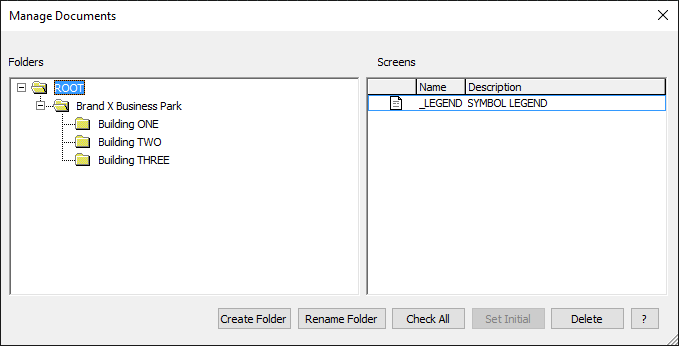 Manage Documents
Folders
Screens
ROOT
Brand X Business Park
Building ONE
Building TWO
Building THREE
Name Description
_LEGEND SYMBOL LEGEND
Create Folder Rename Folder Check All Set Initial Delete ?